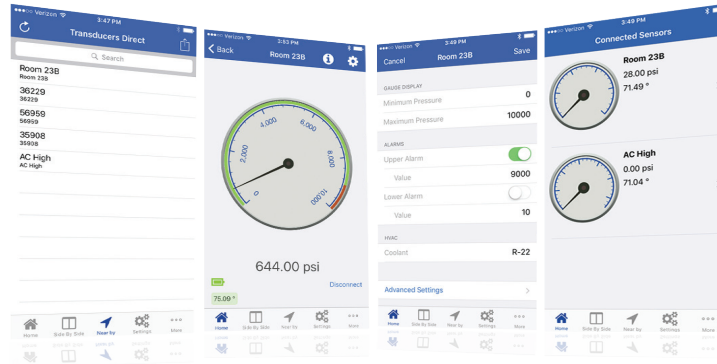 Verizon
3:47 PM
Transducers Direct
Search
Room 23B
Room 23B
36229
36229
56959
56959
35908
35908
AC High
AC High
Home
Side By Side
Near by
Settings
More
Verizon
3:53 PM
Back
Room 23B
0
2,000
4,000
6,000
8,000
10,000
644.00 psi
Disconnect
75.09 °
Home
Side By Side
Near by
Settings
More
Verizon
3:49 PM
Cancel
Room 23B
Save
GAUGE DISPLAY
Minimum Pressure 0
Maximum Pressure 10000
ALARMS
Upper Alarm
Value 9000
Lower Alarm
Value 10
HVAC
Coolant R-22
Advanced Settings
Home
Side By Side
Near by
Settings
More
Verizon
3:49 PM
Connected Sensors
Room 23B
28.00 psi
71.49 °
AC High
0.00 psi
71.04 °
Home
Side By Side
Near by
Settings
More